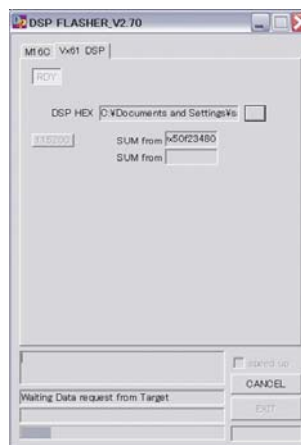 DSP FLASHER_V2.70
M16C Vx61 DSP
RDY
DSP HEX C:¥Documents and Settings¥s
115200 SUM from x50f23480
SUM from
speed up
CANCEL
Waiting Data request from Target
EXIT